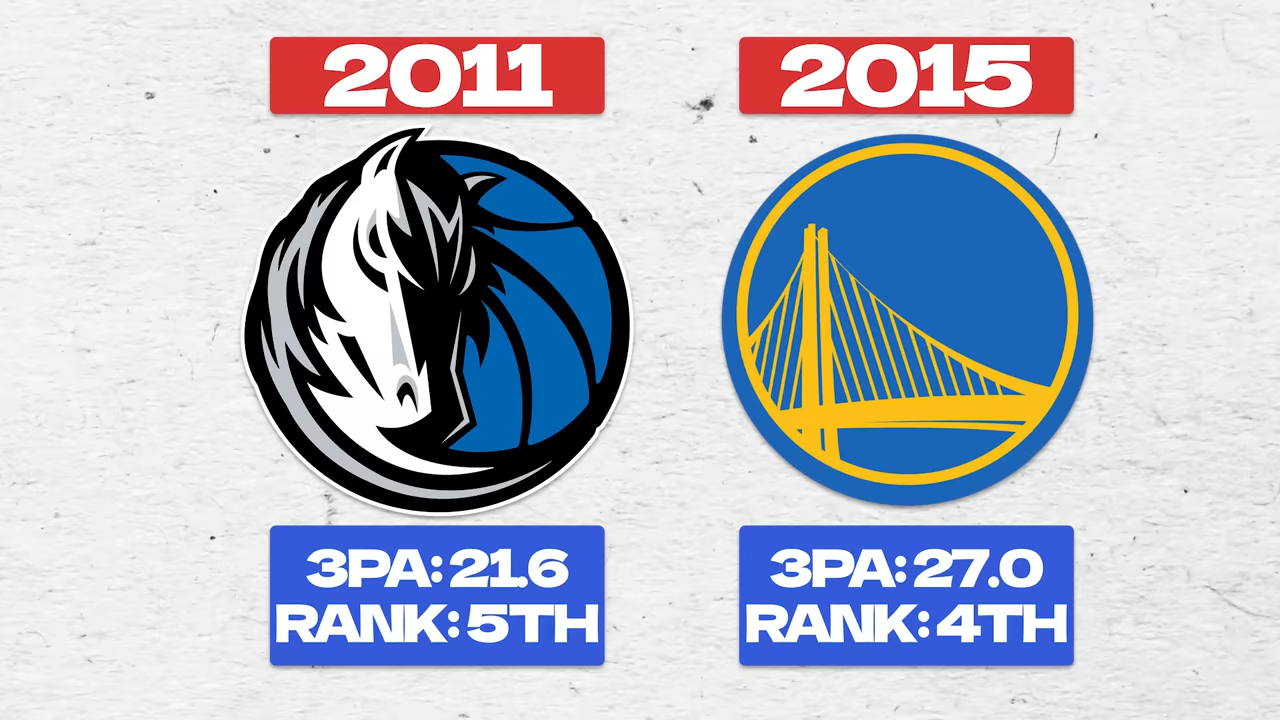 2011
2015
3PA: 21.6
RANK: 5TH
3PA: 27.0
RANK: 4TH